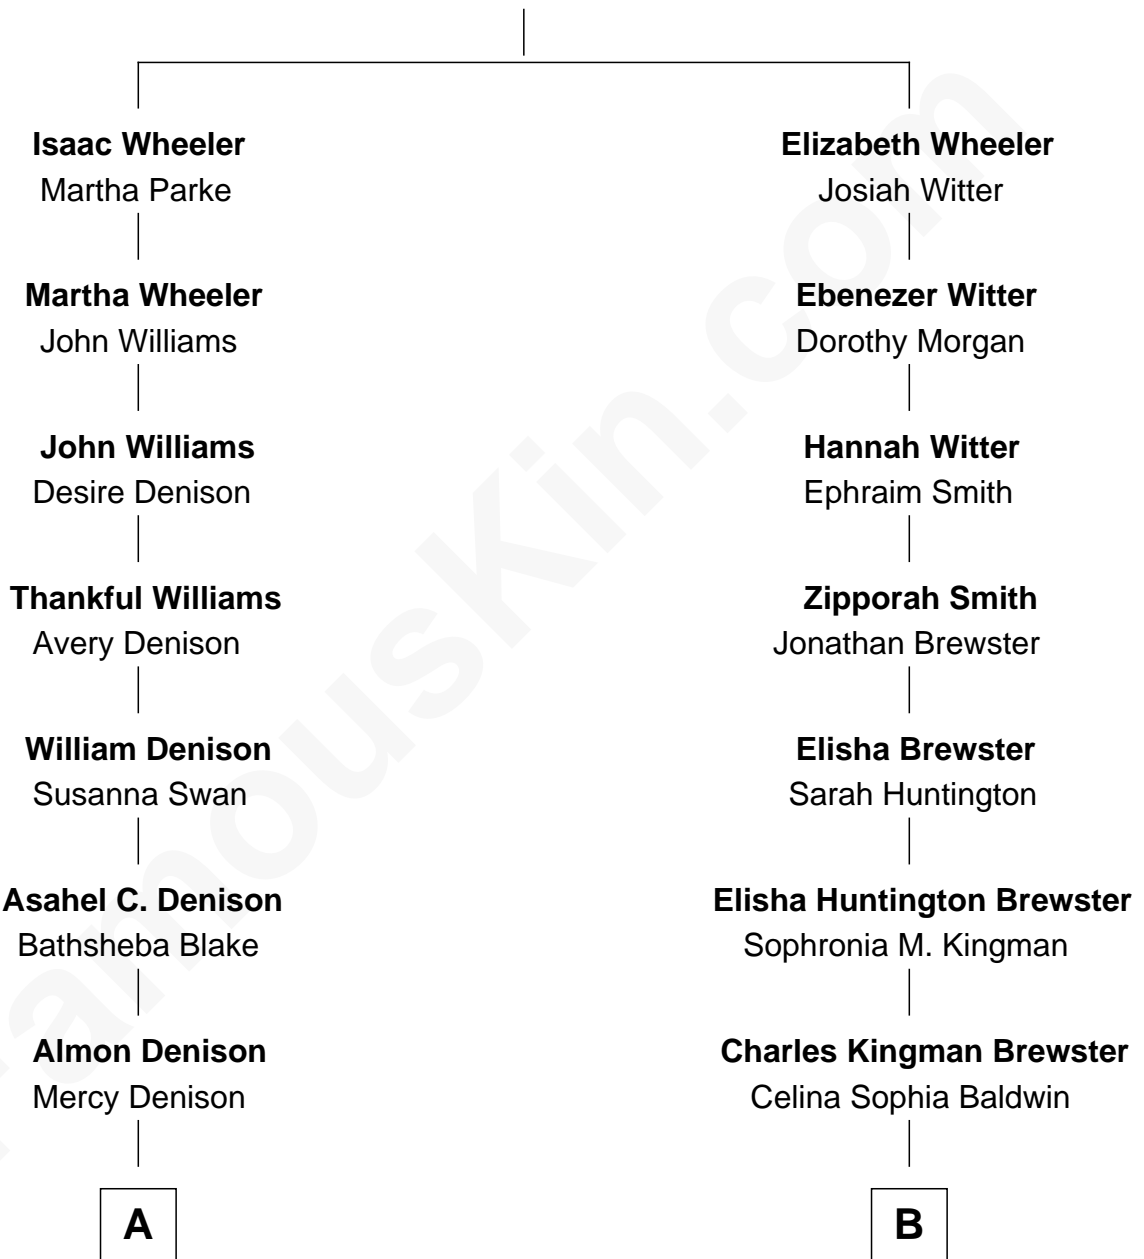 Isaac Wheeler
Martha Parke
Martha Wheeler
John Williams
John Williams
Desire Denison
Thankful Williams
Avery Denison
William Denison
Susanna Swan
Asahel C. Denison
Bathsheba Blake
Almon Denison
Mercy Denison
A
Elizabeth Wheeler
Josiah Witter
Ebenezer Witter
Dorothy Morgan
Hannah Witter
Ephraim Smith
Zipporah Smith
Jonathan Brewster
Elisha Brewster
Sarah Huntington
Elisha Huntington Brewster
Sophronia M. Kingman
Charles Kingman Brewster
Celina Sophia Baldwin
B
FamousKin.com